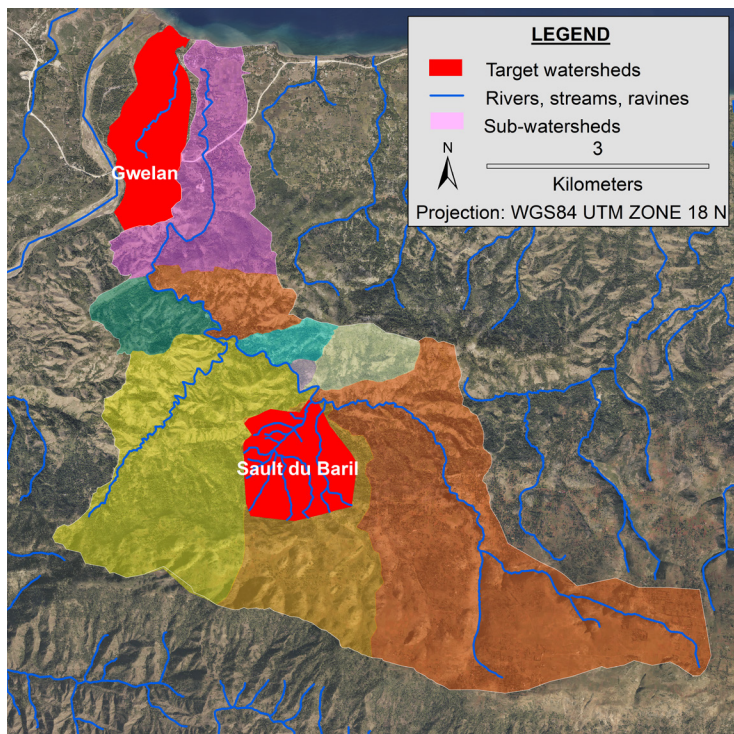 LEGEND
Target watersheds
Rivers, streams, ravines
Sub-watersheds
N
3
Kilometers
Projection: WGS84 UTM ZONE 18 N
Gwelan
Sault du Baril